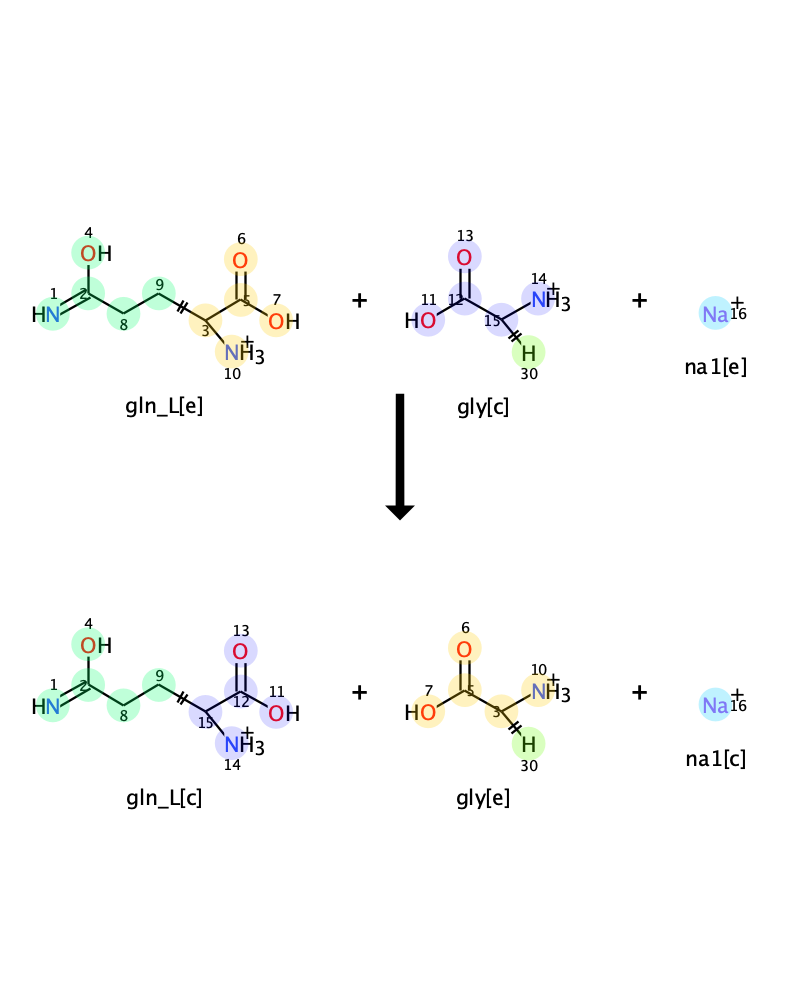 4 6 13
OH O O 14
1 2 9 5 7 11 12 NH3+ +
HN 8 3 OH + HO 15 + Na 16
NH3+ H na1[e]
10 30
gln_L[e] gly[c]
4 13 6
OH O O 10
1 2 9 12 11 7 5 NH3+ +
HN 8 15 OH + HO 3 + Na 16
NH3+ H na1[c]
14 30
gln_L[c] gly[e]